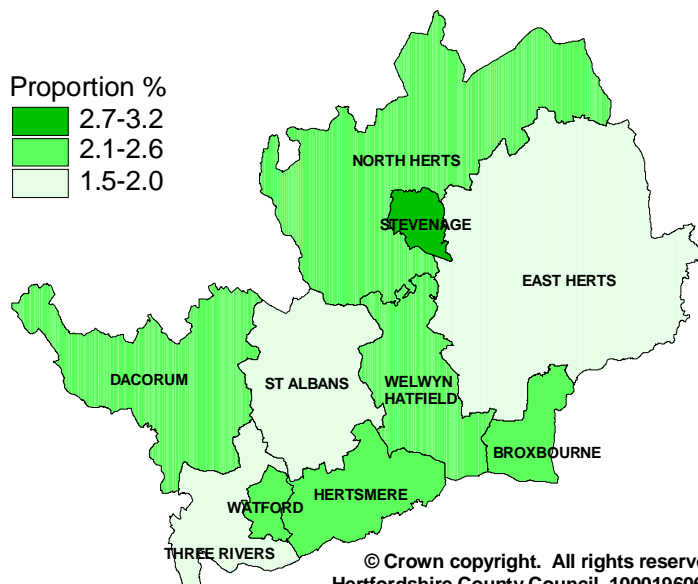 Proportion %
2.7-3.2
2.1-2.6
1.5-2.0
NORTH HERTS
STEVENAGE
EAST HERTS
DACORUM
ST ALBANS
WELWYN
HATFIELD
BROXBOURNE
HERTSMERE
WATFORD
THREE RIVERS
© Crown copyright. All rights reserve
Hertfordshire County Council